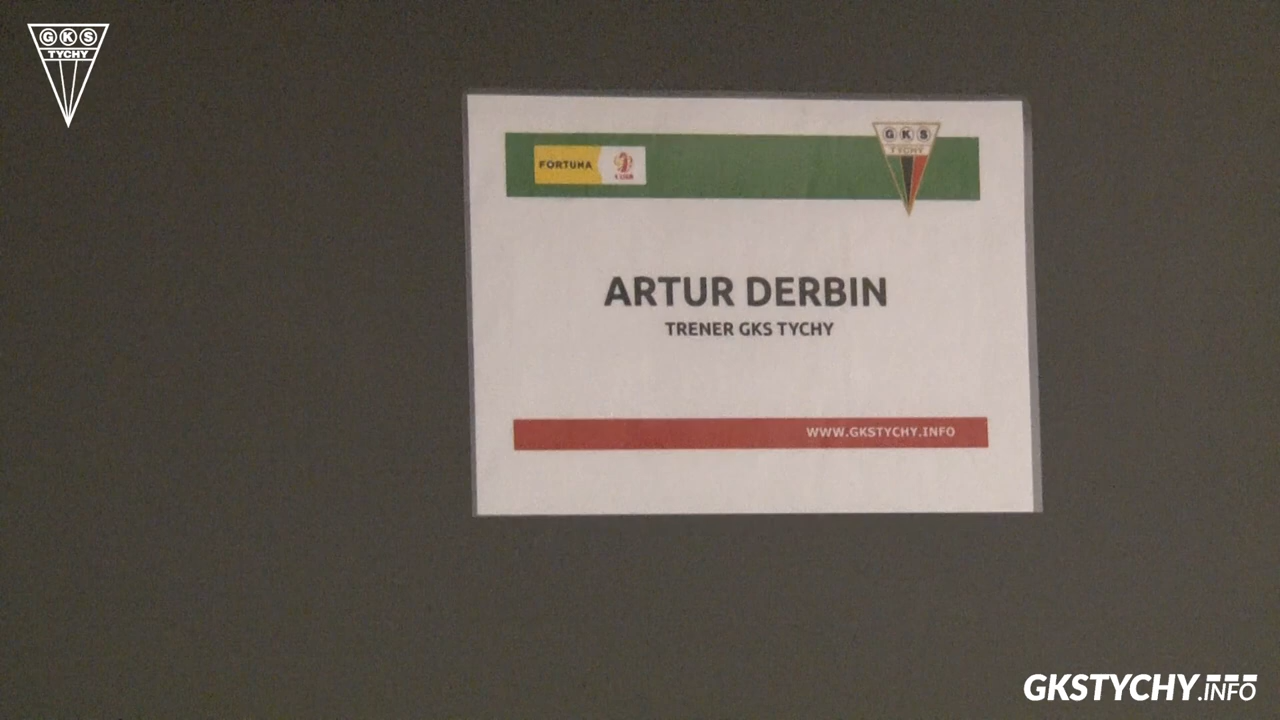 GKS
TYCHY
FORTUNA
GKS
TYCHY
ARTUR DERBIN
TRENER GKS TYCHY
WWW.GKSTYCHY.INFO
GKSTYCHY.INFO